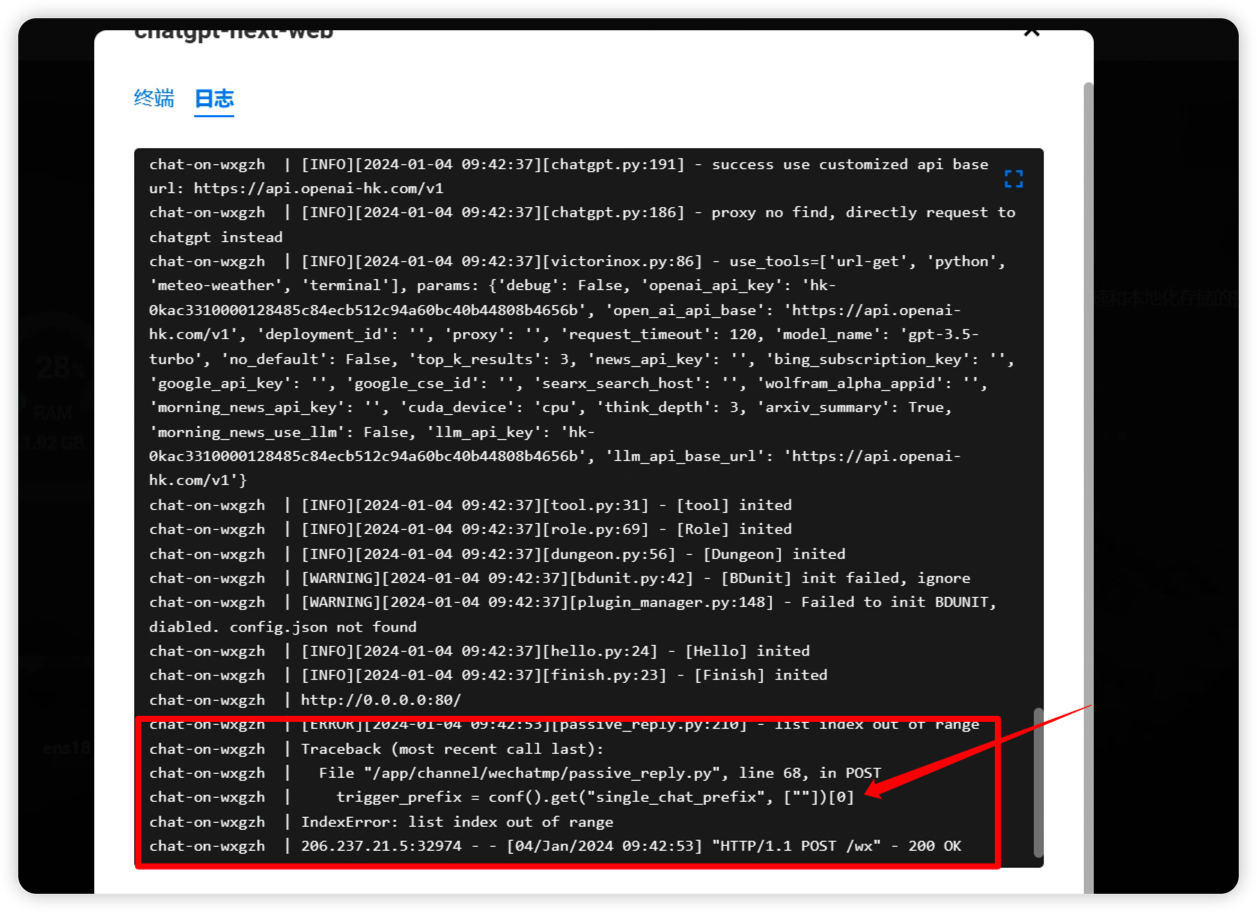 chatgpt-next-web
终端 日志
chat-on-wxgzh | [INFO][2024-01-04 09:42:37][chatgpt.py:191] - success use customized api base
url: https://api.openai-hk.com/v1
chat-on-wxgzh | [INFO][2024-01-04 09:42:37][chatgpt.py:186] - proxy no find, directly request to
chatgpt instead
chat-on-wxgzh | [INFO][2024-01-04 09:42:37][victorinox.py:86] - use_tools=['url-get', 'python',
'meteo-weather', 'terminal'], params: {'debug': False, 'openai_api_key': 'hk-
0kac3310000128485c84ecb512c94a60bc40b44808b4656b', 'open_ai_api_base': 'https://api.openai-
hk.com/v1', 'deployment_id': '', 'proxy': '', 'request_timeout': 120, 'model_name': 'gpt-3.5-
turbo', 'no_default': False, 'top_k_results': 3, 'news_api_key': '', 'bing_subscription_key': '',
'google_api_key': '', 'google_cse_id': '', 'searx_search_host': '', 'wolfram_alpha_appid': '',
'morning_news_api_key': '', 'cuda_device': 'cpu', 'think_depth': 3, 'arxiv_summary': True,
'morning_news_use_llm': False, 'llm_api_key': 'hk-
0kac3310000128485c84ecb512c94a60bc40b44808b4656b', 'llm_api_base_url': 'https://api.openai-
hk.com/v1'}
chat-on-wxgzh | [INFO][2024-01-04 09:42:37][tool.py:31] - [tool] inited
chat-on-wxgzh | [INFO][2024-01-04 09:42:37][role.py:69] - [Role] inited
chat-on-wxgzh | [INFO][2024-01-04 09:42:37][dungeon.py:56] - [Dungeon] inited
chat-on-wxgzh | [WARNING][2024-01-04 09:42:37][bdunit.py:42] - [BDunit] init failed, ignore
chat-on-wxgzh | [WARNING][2024-01-04 09:42:37][plugin_manager.py:148] - Failed to init BDUNIT,
diabled. config.json not found
chat-on-wxgzh | [INFO][2024-01-04 09:42:37][hello.py:24] - [Hello] inited
chat-on-wxgzh | [INFO][2024-01-04 09:42:37][finish.py:23] - [Finish] inited
chat-on-wxgzh | http://0.0.0.0:80/
chat-on-wxgzh | [ERROR][2024-01-04 09:42:53][passive_reply.py:210] - list index out of range
chat-on-wxgzh | Traceback (most recent call last):
chat-on-wxgzh | File "/app/channel/wechatmp/passive_reply.py", line 68, in POST
chat-on-wxgzh | trigger_prefix = conf().get("single_chat_prefix", [""])[0]
chat-on-wxgzh | IndexError: list index out of range
chat-on-wxgzh | 206.237.21.5:32974 - - [04/Jan/2024 09:42:53] "HTTP/1.1 POST /wx" - 200 OK
28%
RAM
1.92 GB
ens18